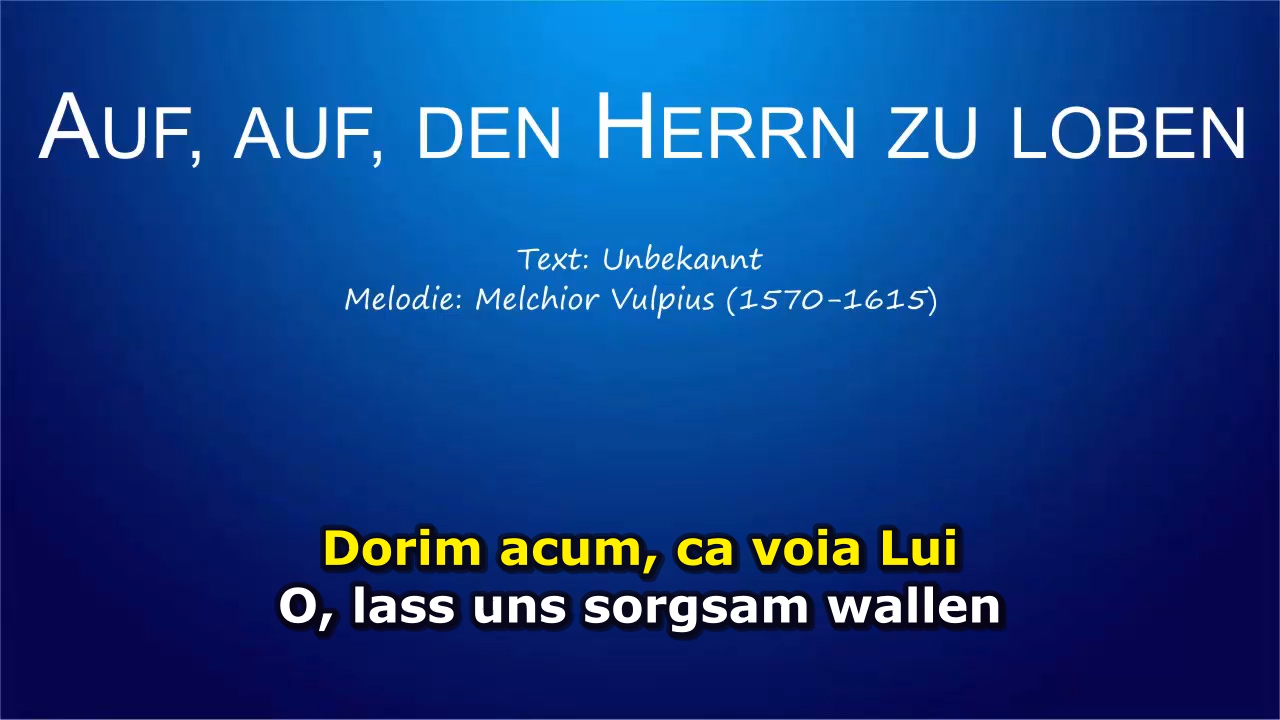 Auf, auf, den Herrn zu loben
Text: Unbekannt
Melodie: Melchior Vulpius (1570-1615)
Dorim acum, ca voia Lui
O, lass uns sorgsam wallen